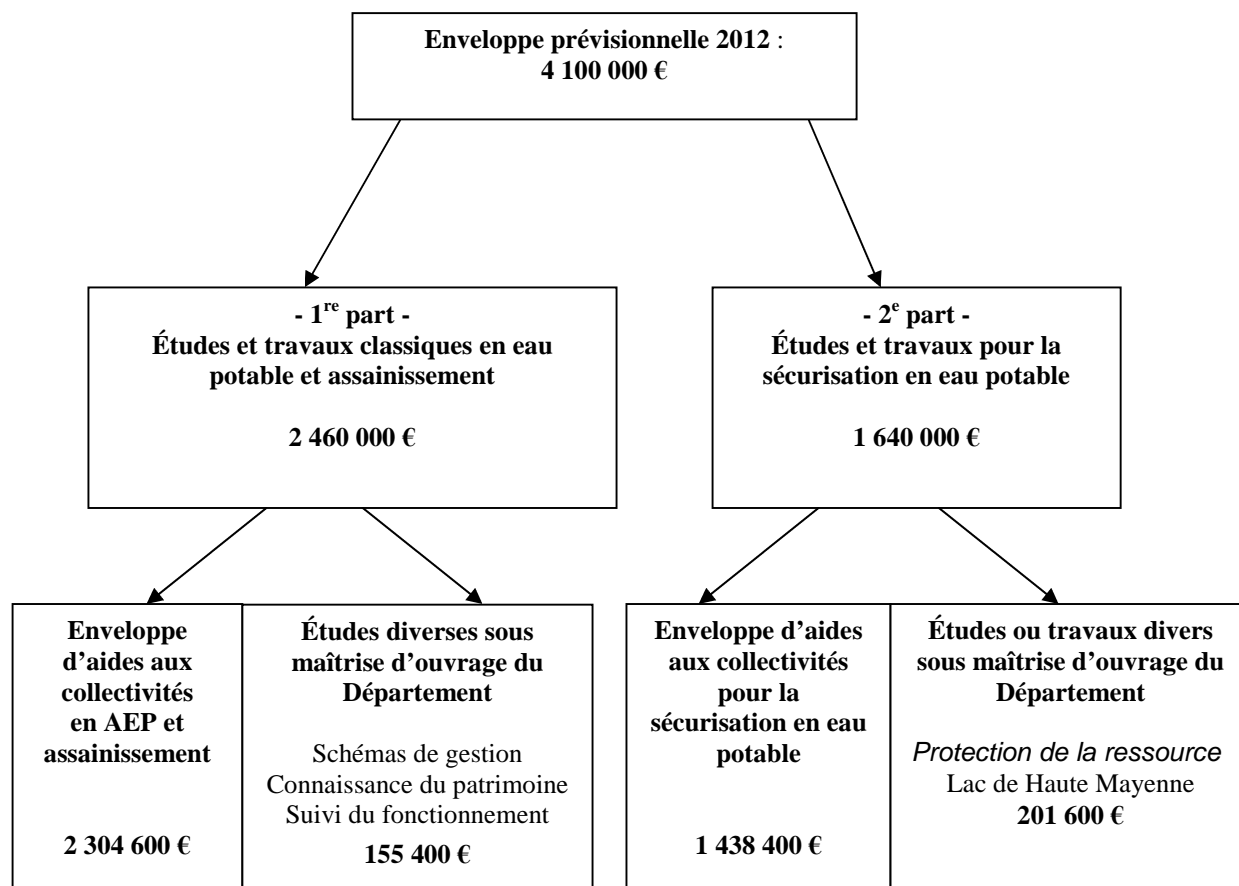 Enveloppe prévisionnelle 2012 :
4 100 000 €
- 1re part -
Études et travaux classiques en eau
potable et assainissement
2 460 000 €
- 2e part -
Études et travaux pour la
sécurisation en eau potable
1 640 000 €
Enveloppe
d’aides aux
collectivités
en AEP et
assainissement
2 304 600 €
Études diverses sous
maîtrise d’ouvrage du
Département
Schémas de gestion
Connaissance du patrimoine
Suivi du fonctionnement
155 400 €
Enveloppe d’aides
aux collectivités
pour la
sécurisation en eau
potable
1 438 400 €
Études ou travaux divers
sous maîtrise d’ouvrage du
Département
Protection de la ressource
Lac de Haute Mayenne
201 600 €